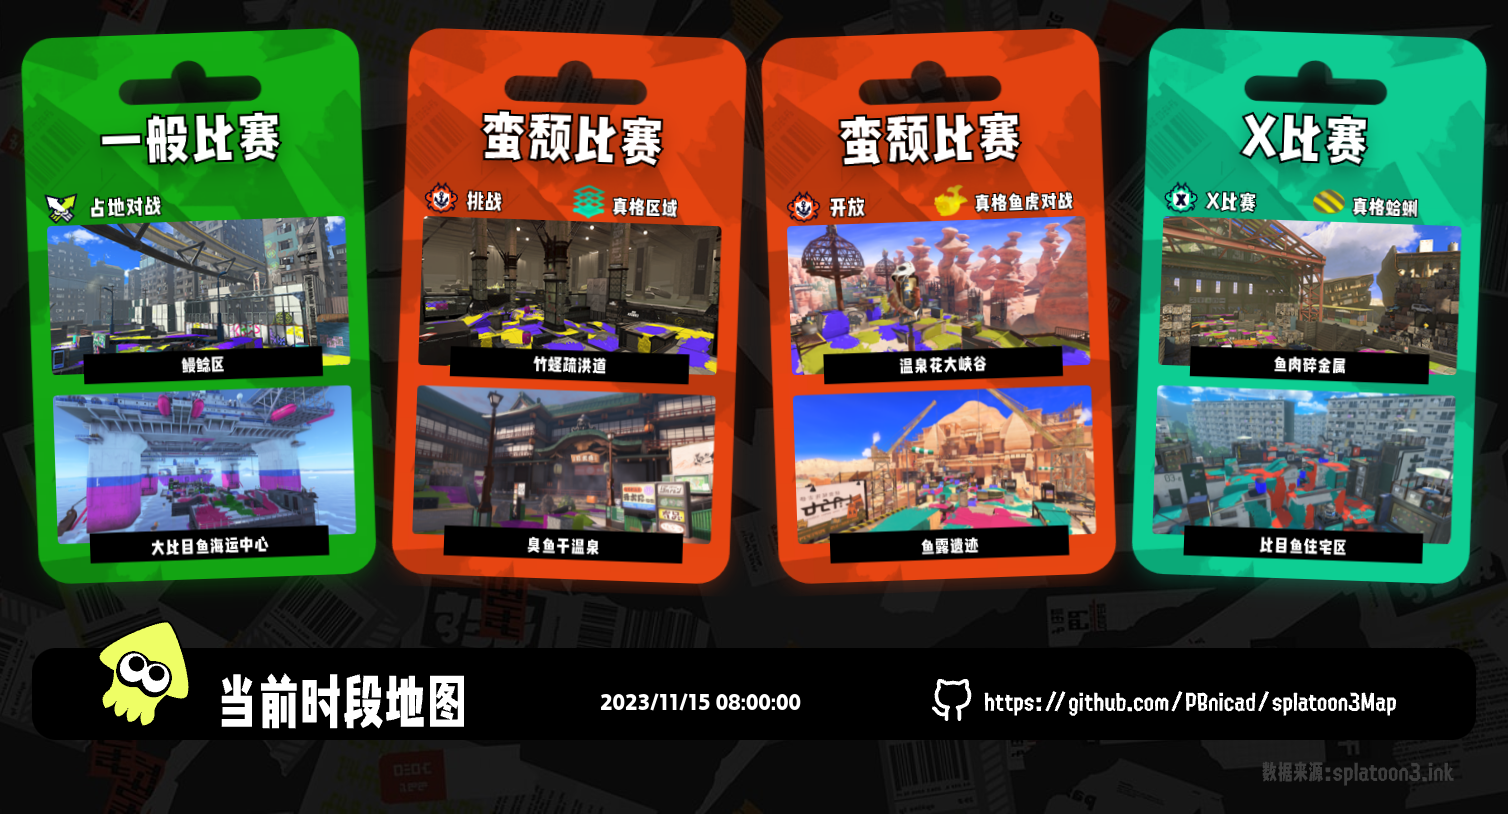 一般比赛
占地对战
鳗鲶区
大比目鱼海运中心
蛮颓比赛
挑战
真格区域
竹蛏疏洪道
臭鱼干温泉
蛮颓比赛
开放
真格鱼虎对战
温泉花大峡谷
鱼露遗迹
X比赛
X比赛
真格蛤蜊
鱼肉碎金属
比目鱼住宅区
当前时段地图
2023/11/15 08:00:00
https://github.com/PBnicad/splatoon3Map
数据来源:splatoon3.ink